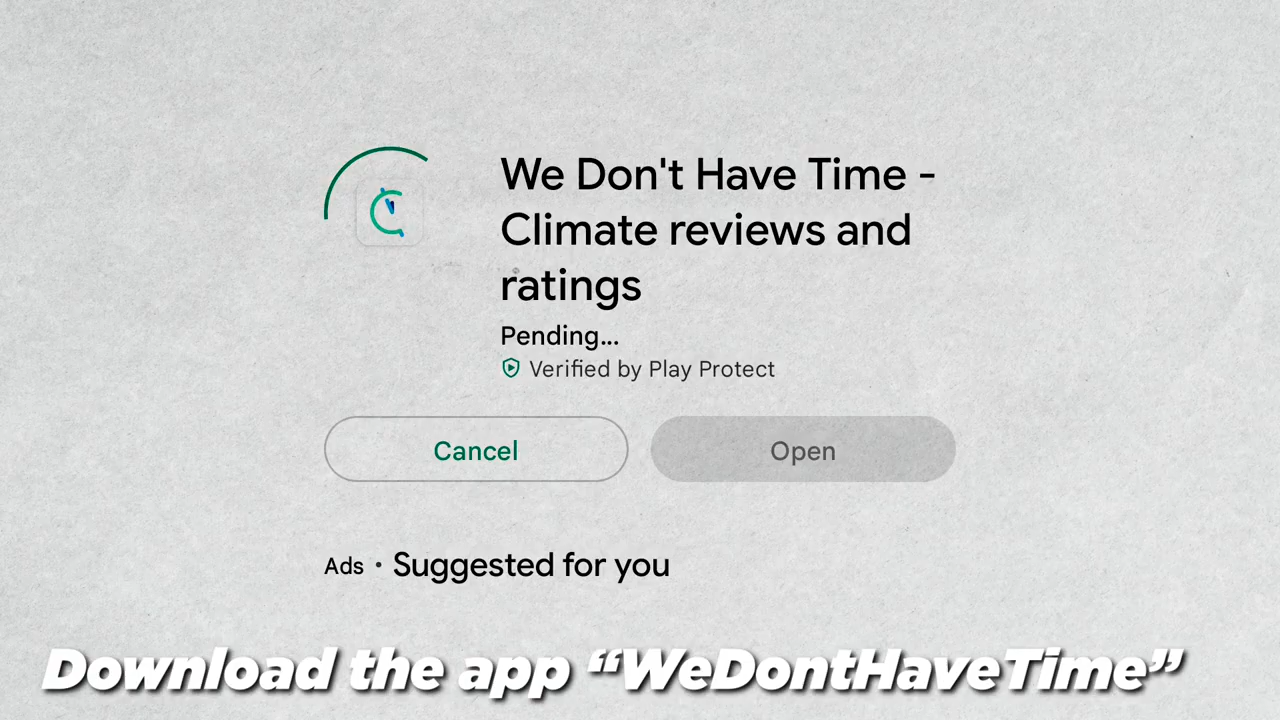 We Don't Have Time -
Climate reviews and
ratings
Pending...
Verified by Play Protect
Cancel
Open
Ads • Suggested for you
Download the app “WeDontHaveTime”